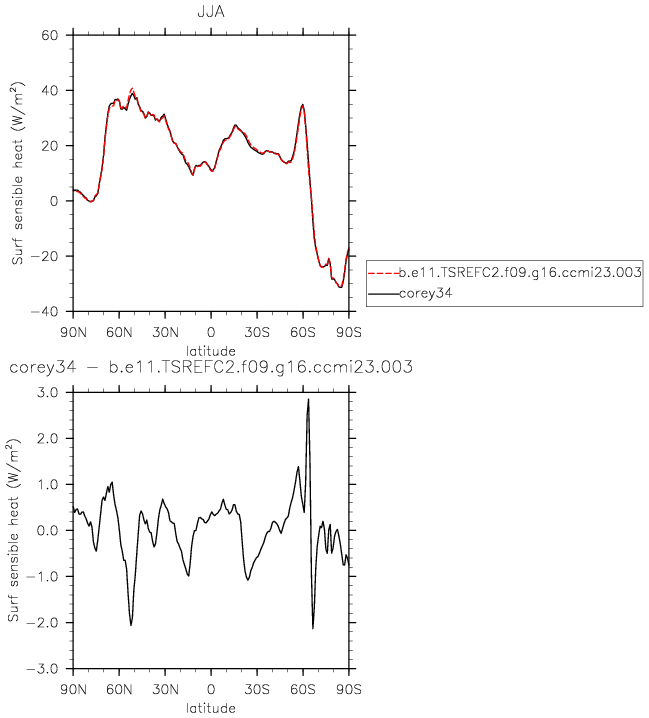 JJA
Surf sensible heat (W/m²)
60
40
20
0
−20
−40
90N 60N 30N 0 30S 60S 90S
latitude
b.e11.TSREFC2.f09.g16.ccmi23.003
corey34
corey34 − b.e11.TSREFC2.f09.g16.ccmi23.003
Surf sensible heat (W/m²)
3.0
2.0
1.0
0.0
−1.0
−2.0
−3.0
90N 60N 30N 0 30S 60S 90S
latitude